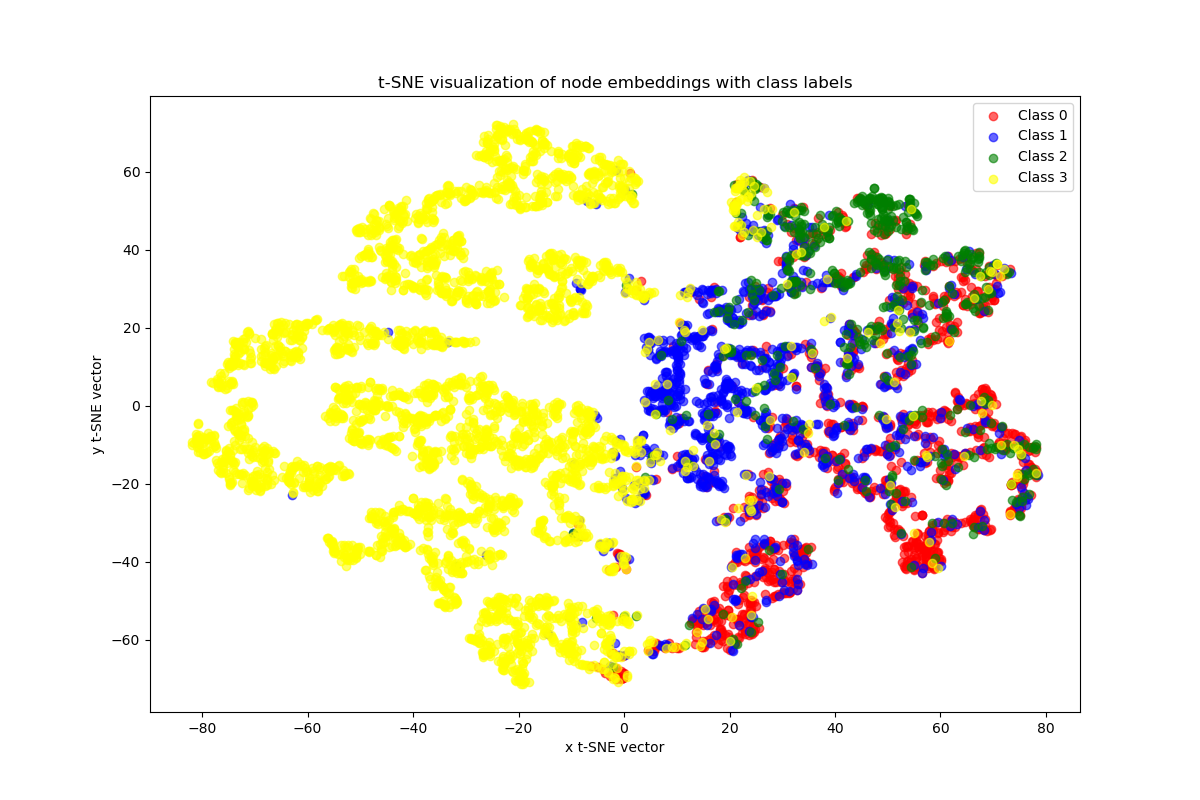 t-SNE visualization of node embeddings with class labels
Class 0
Class 1
Class 2
Class 3
60
40
20
0
−20
−40
−60
y t-SNE vector
−80 −60 −40 −20 0 20 40 60 80
x t-SNE vector